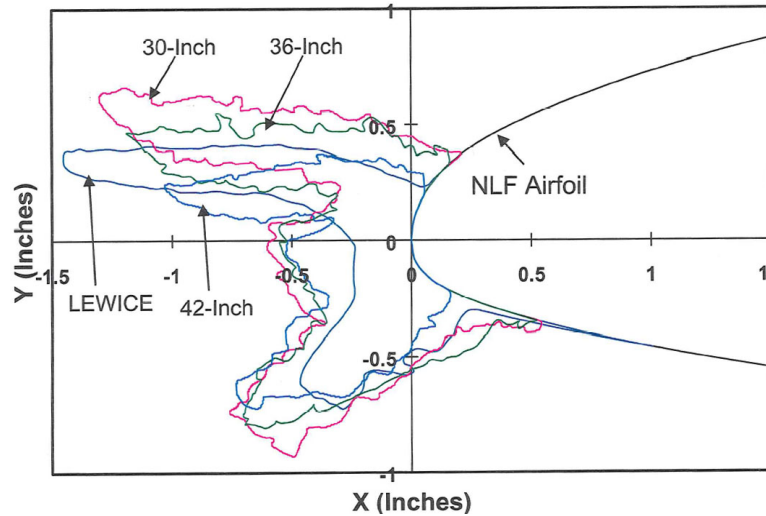 1
30-Inch
36-Inch
0.5
NLF Airfoil
0
-1.5
-1
-0.5
0
0.5
1
Y (Inches)
LEWICE
42-Inch
-0.5
-1
X (Inches)